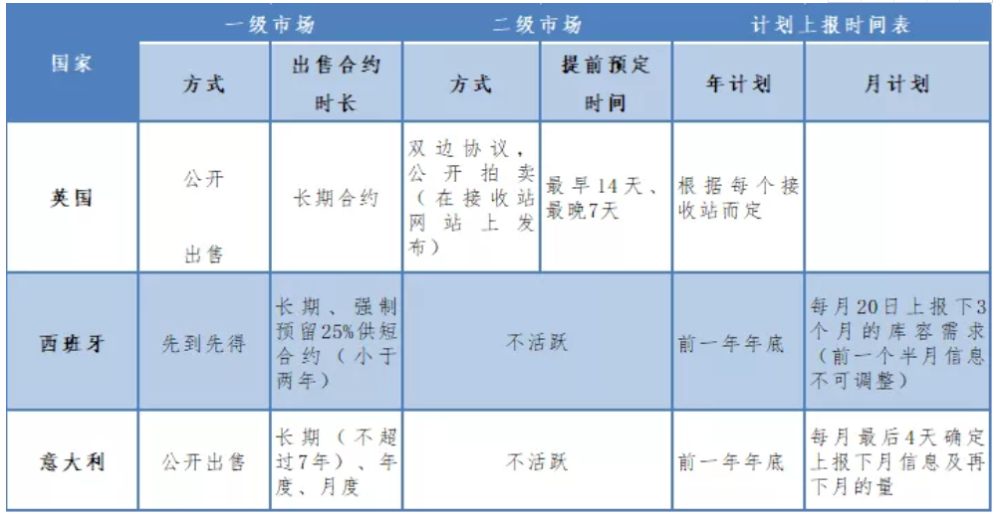 国家
一级市场
二级市场
计划上报时间表
方式
出售合约
时长
方式
提前预定
时间
年计划
月计划
英国
公开
出售
长期合约
双边协议，
公开拍卖
（在接收站
网站上发
布）
最早14天、
最晚7天
根据每个接
收站而定
西班牙
先到先得
长期、强制
预留25%供短
合约（小于
两年）
不活跃
前一年年底
每月20日上报下3
个月的库容需求
（前一个半月信息
不可调整）
意大利
公开出售
长期（不超
过7年）、年
度、月度
不活跃
前一年年底
每月最后4天确定
上报下月信息及再
下月的量